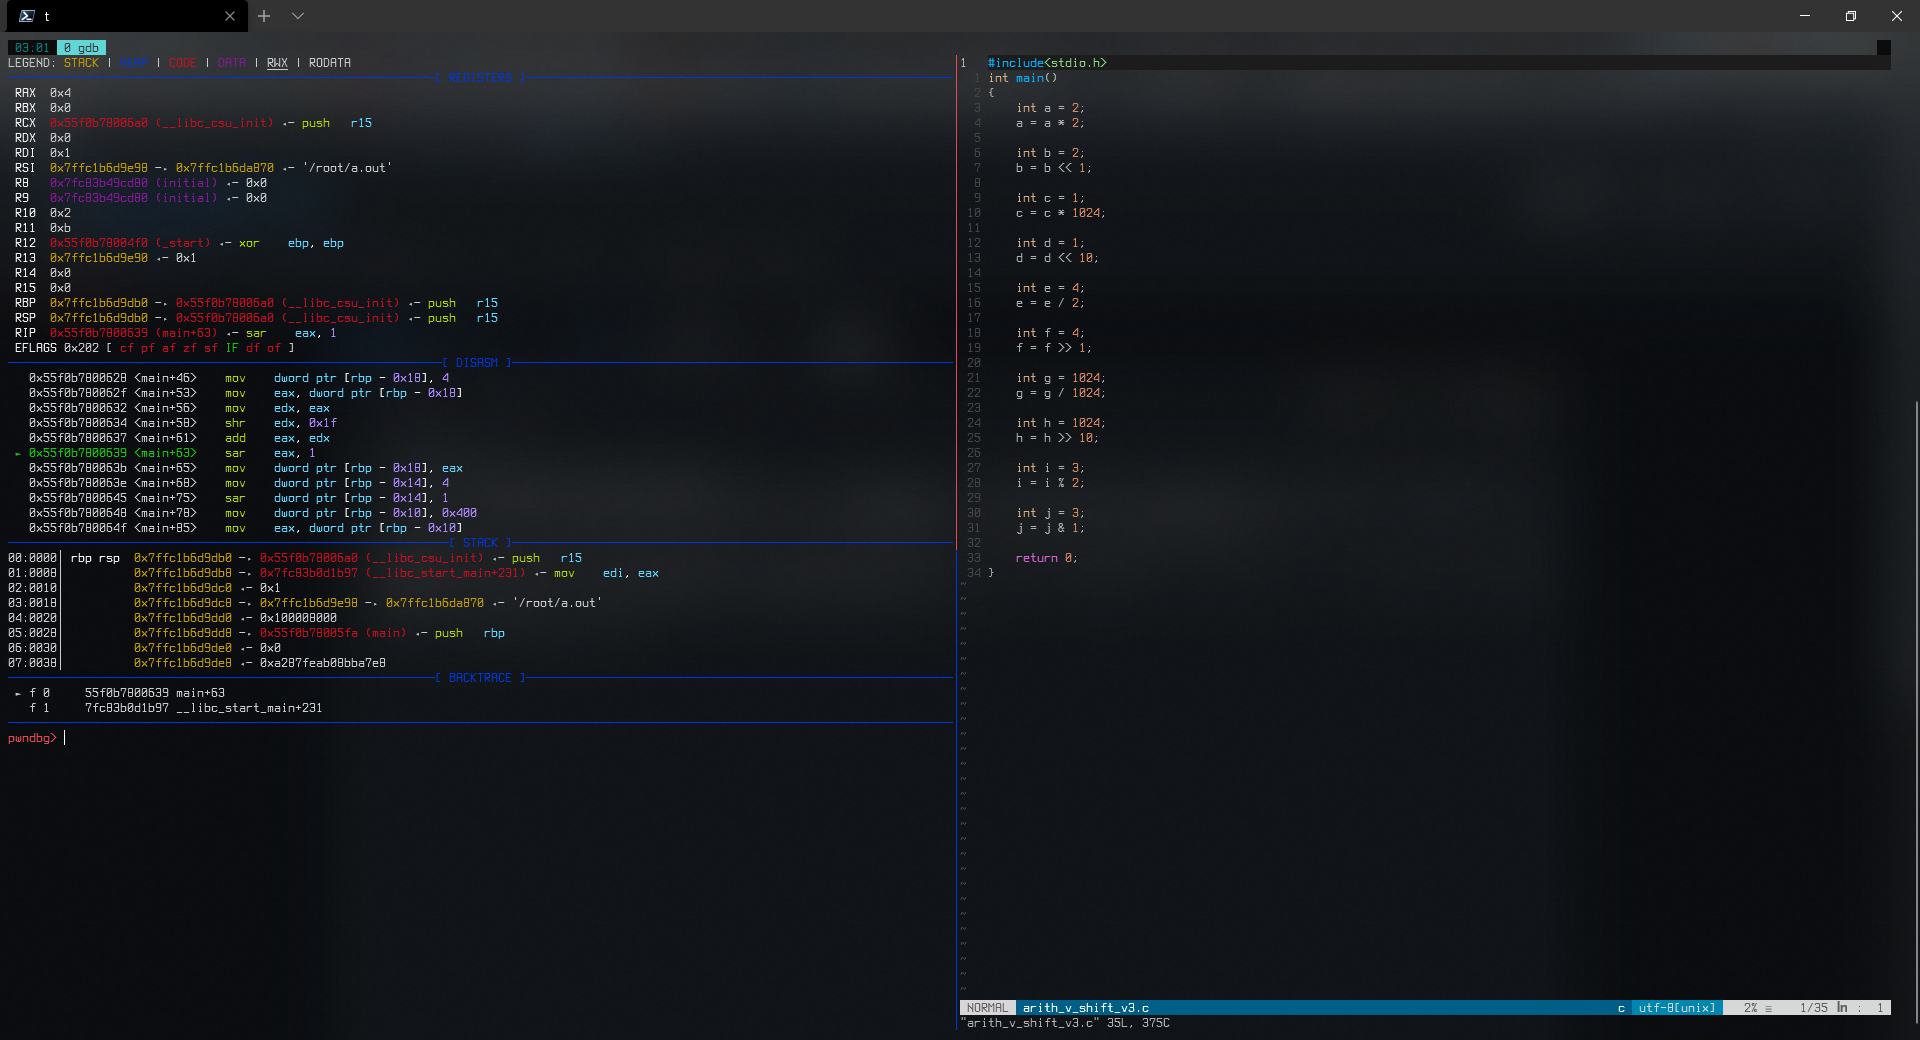 t
03:01 0 gdb
LEGEND: STACK | HEAP | CODE | DATA | RWX | RODATA
[ REGISTERS ]
RAX 0x4
RBX 0x0
RCX 0x55f0b78006a0 (__libc_csu_init) ◂— push r15
RDX 0x0
RDI 0x1
RSI 0x7ffc1b6d9e98 —▸ 0x7ffc1b6da870 ◂— '/root/a.out'
R8 0x7fc83b49cd80 (initial) ◂— 0x0
R9 0x7fc83b49cd80 (initial) ◂— 0x0
R10 0x2
R11 0xb
R12 0x55f0b78004f0 (_start) ◂— xor ebp, ebp
R13 0x7ffc1b6d9e90 ◂— 0x1
R14 0x0
R15 0x0
RBP 0x7ffc1b6d9db0 —▸ 0x55f0b78006a0 (__libc_csu_init) ◂— push r15
RSP 0x7ffc1b6d9db0 —▸ 0x55f0b78006a0 (__libc_csu_init) ◂— push r15
RIP 0x55f0b7800639 (main+63) ◂— sar eax, 1
EFLAGS 0x202 [ cf pf af zf sf IF df of ]
[ DISASM ]
0x55f0b7800628 <main+46> mov dword ptr [rbp - 0x18], 4
0x55f0b780062f <main+53> mov eax, dword ptr [rbp - 0x18]
0x55f0b7800632 <main+56> mov edx, eax
0x55f0b7800634 <main+58> shr edx, 0x1f
0x55f0b7800637 <main+61> add eax, edx
► 0x55f0b7800639 <main+63> sar eax, 1
0x55f0b780063b <main+65> mov dword ptr [rbp - 0x18], eax
0x55f0b780063e <main+68> mov dword ptr [rbp - 0x14], 4
0x55f0b7800645 <main+75> sar dword ptr [rbp - 0x14], 1
0x55f0b7800648 <main+78> mov dword ptr [rbp - 0x10], 0x400
0x55f0b780064f <main+85> mov eax, dword ptr [rbp - 0x10]
[ STACK ]
00:0000│ rbp rsp 0x7ffc1b6d9db0 —▸ 0x55f0b78006a0 (__libc_csu_init) ◂— push r15
01:0008│ 0x7ffc1b6d9db8 —▸ 0x7fc83b0d1b97 (__libc_start_main+231) ◂— mov edi, eax
02:0010│ 0x7ffc1b6d9dc0 ◂— 0x1
03:0018│ 0x7ffc1b6d9dc8 —▸ 0x7ffc1b6d9e98 —▸ 0x7ffc1b6da870 ◂— '/root/a.out'
04:0020│ 0x7ffc1b6d9dd0 ◂— 0x100008000
05:0028│ 0x7ffc1b6d9dd8 —▸ 0x55f0b78005fa (main) ◂— push rbp
06:0030│ 0x7ffc1b6d9de0 ◂— 0x0
07:0038│ 0x7ffc1b6d9de8 ◂— 0xa287feab08bba7e8
[ BACKTRACE ]
► f 0 55f0b7800639 main+63
f 1 7fc83b0d1b97 __libc_start_main+231
pwndbg>
1 #include<stdio.h>
1 int main()
2 {
3 int a = 2;
4 a = a * 2;
5
6 int b = 2;
7 b = b << 1;
8
9 int c = 1;
10 c = c * 1024;
11
12 int d = 1;
13 d = d << 10;
14
15 int e = 4;
16 e = e / 2;
17
18 int f = 4;
19 f = f >> 1;
20
21 int g = 1024;
22 g = g / 1024;
23
24 int h = 1024;
25 h = h >> 10;
26
27 int i = 3;
28 i = i % 2;
29
30 int j = 3;
31 j = j & 1;
32
33 return 0;
34 }
NORMAL arith_v_shift_v3.c c utf-8[unix] 2% ≡ 1/35 ln : 1
"arith_v_shift_v3.c" 35L, 375C